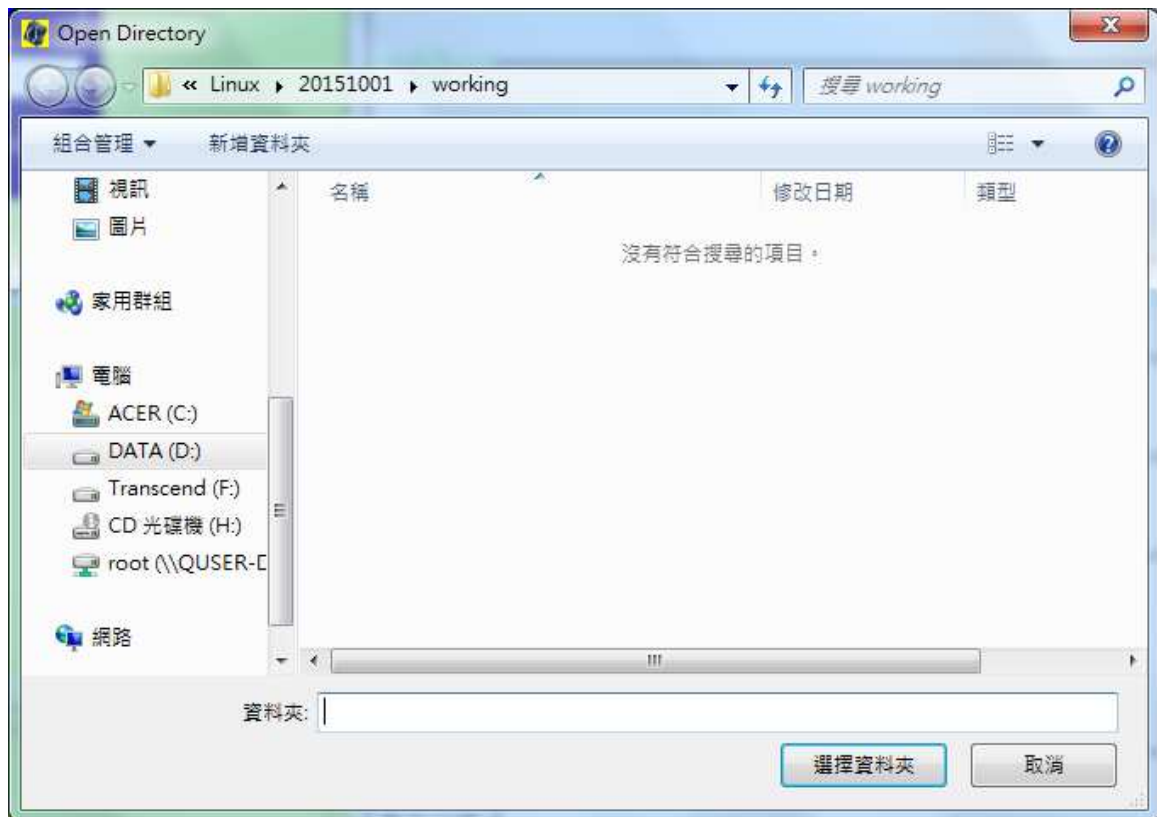 Open Directory
« Linux 20151001 working 搜尋 working
組合管理 新增資料夾
視訊
圖片
家用群組
電腦
ACER (C:)
DATA (D:)
Transcend (F:)
CD 光碟機 (H:)
root (\\QUSER-D
網路
名稱 修改日期 類型
沒有符合搜尋的項目。
資料夾:
選擇資料夾 取消